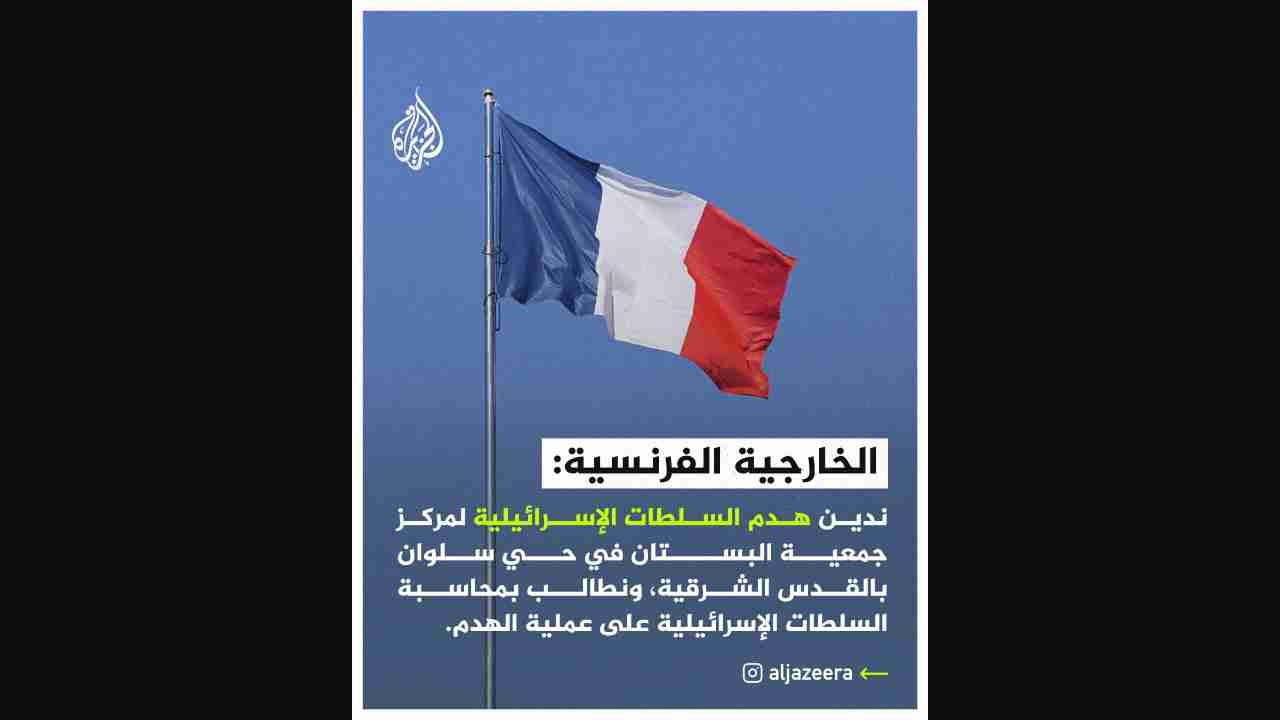 الجزيرة
الخارجية الفرنسية:
ندين هدم السلطات الإسرائيلية لمركز
جمعية البستان في حي سلوان
بالقدس الشرقية، ونطالب بمحاسبة
السلطات الإسرائيلية على عملية الهدم.
aljazeera